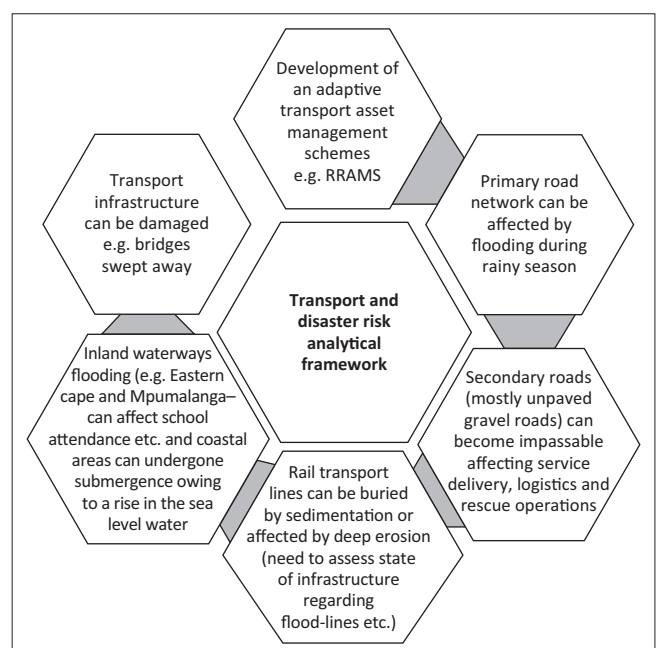 Development of
an adaptive
transport asset
management
schemes
e.g. RRAMS
Primary road
network can be
affected by
flooding during
rainy season
Secondary roads
(mostly unpaved
gravel roads) can
become impassable
affecting service
delivery, logistics and
rescue operations
Rail transport
lines can be buried
by sedimentation or
affected by deep erosion
(need to assess state
of infrastructure
regarding
flood-lines etc.)
Inland waterways
flooding (e.g. Eastern
cape and Mpumalanga–
can affect school
attendance etc. and coastal
areas can undergone
submergence owing
to a rise in the sea
level water
Transport
infrastructure
can be damaged
e.g. bridges
swept away
Transport and
disaster risk
analytical
framework